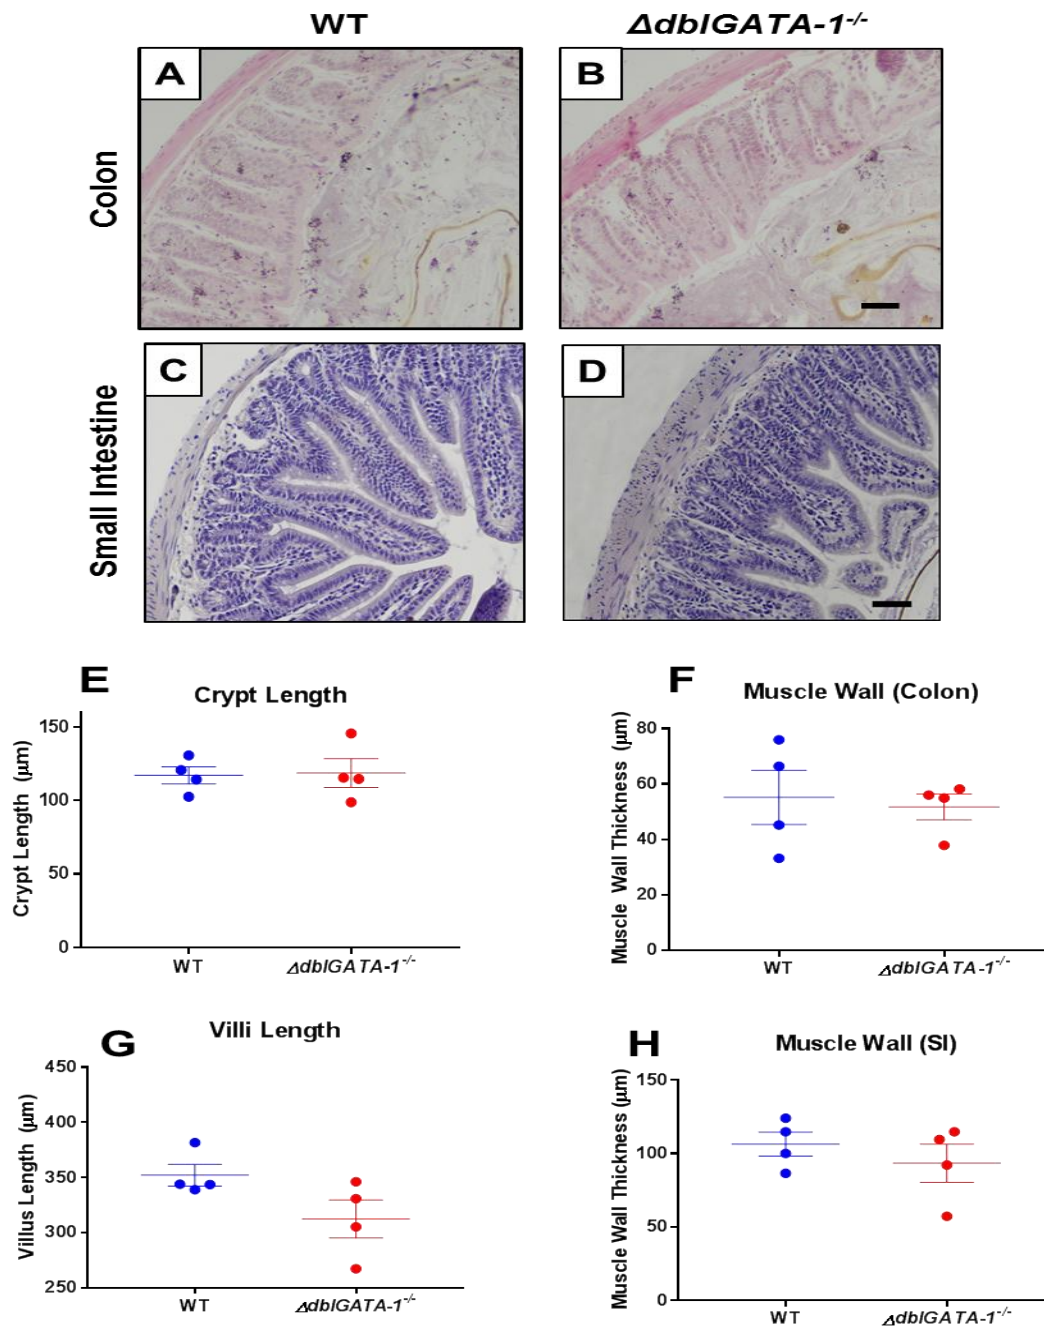 WT
ΔdblGATA-1-/-
A
B
Colon
C
D
Small Intestine
E
Crypt Length
Crypt Length (μm)
150
100
50
0
WT
ΔdblGATA-1-/-
F
Muscle Wall (Colon)
Muscle Wall Thickness (μm)
80
60
40
20
0
WT
ΔdblGATA-1-/-
G
Villi Length
Villus Length (μm)
450
400
350
300
250
WT
ΔdblGATA-1-/-
H
Muscle Wall (SI)
Muscle Wall Thickness (μm)
150
100
50
0
WT
ΔdblGATA-1-/-